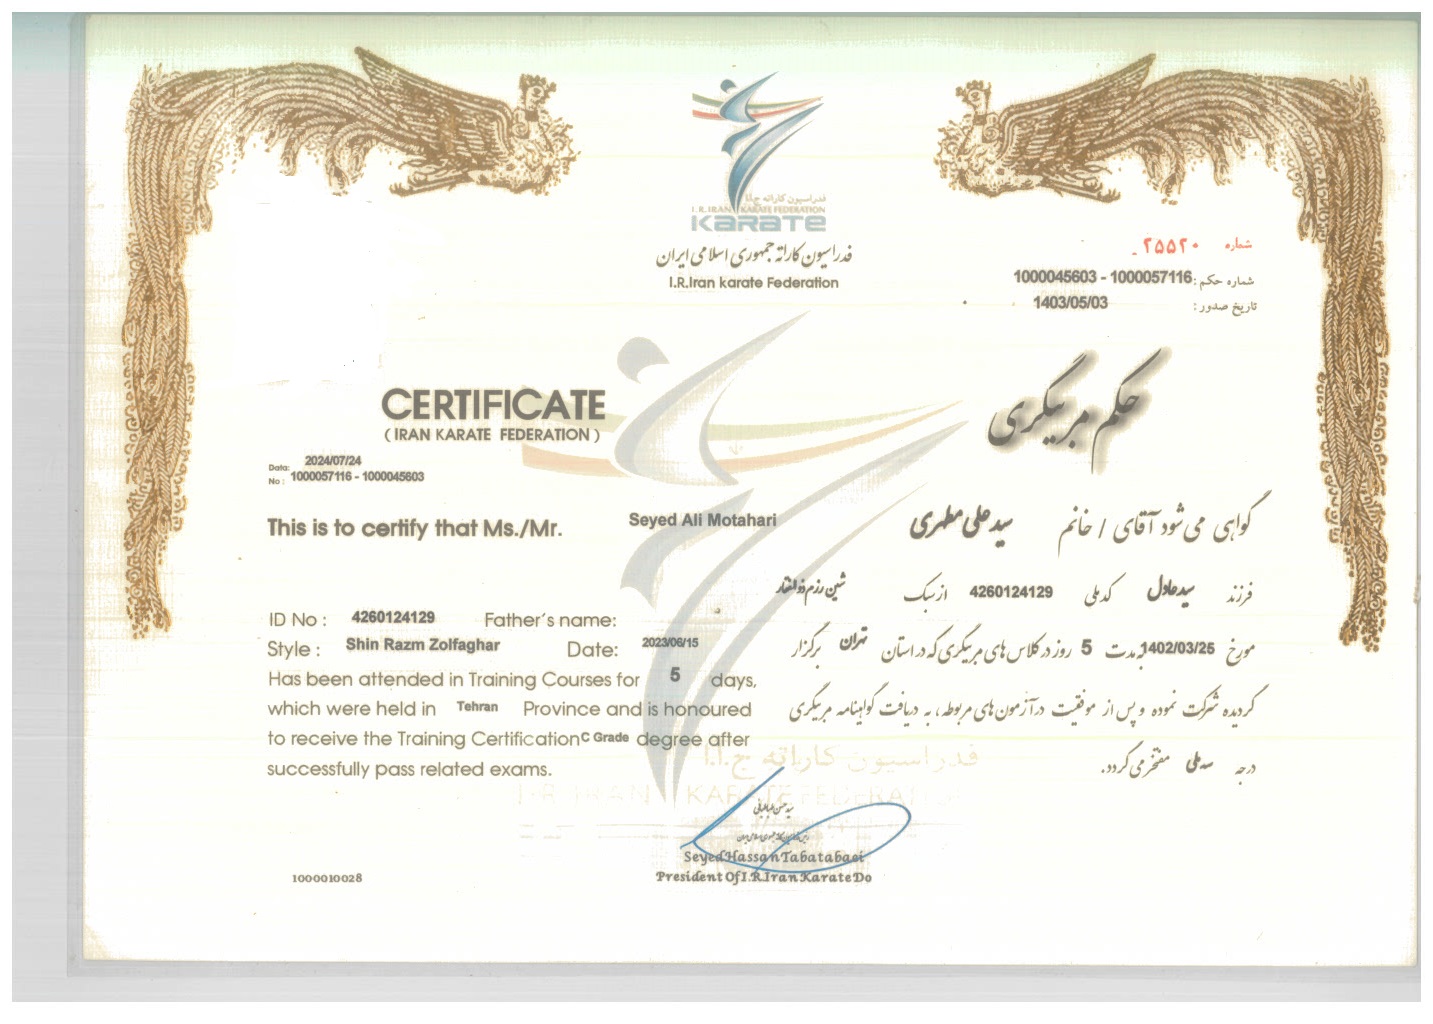 فدراسیون کاراته ج.ا.ا
I.R.IRAN KARATE FEDERATION
KARATE
فدراسیون کاراته جمهوری اسلامی ایران
I.R.Iran karate Federation
شماره ۲۵۵۲۰
شماره حکم : 1000045603 - 1000057116
تاریخ صدور : 1403/05/03
حکم مربیگری
گواهی می شود آقای / خانم سید علی مطهری
فرزند سید عادل کد ملی 4260124129 از سبک شین رزم ذوالفقار
مورخ 1402/03/25 به مدت 5 روز در کلاس های مربیگری که در استان تهران برگزار
گردیده شرکت نموده و پس از موفقیت در آزمون های مربوطه، به دریافت گواهینامه مربیگری
درجه سه ملی مفتخر می گردد.
CERTIFICATE
( IRAN KARATE FEDERATION )
Data: 2024/07/24
No : 1000057116 - 1000045603
This is to certify that Ms./Mr. Seyed Ali Motahari
ID No : 4260124129 Father's name:
Style : Shin Razm Zolfaghar Date: 2023/06/15
Has been attended in Training Courses for 5 days,
which were held in Tehran Province and is honoured
to receive the Training Certification C Grade degree after
successfully pass related exams.
فدراسیون کاراته ج.ا.ا
I.R.IRAN KARATE FEDERATION
سید حسن طباطبائی
SeyedHassanTabatabaei
President Of I.R.Iran Karate Do
1000010028